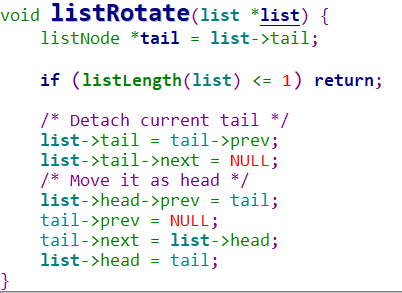 void listRotate(list *list) {
    listNode *tail = list->tail;

    if (listLength(list) <= 1) return;

    /* Detach current tail */
    list->tail = tail->prev;
    list->tail->next = NULL;
    /* Move it as head */
    list->head->prev = tail;
    tail->prev = NULL;
    tail->next = list->head;
    list->head = tail;
}